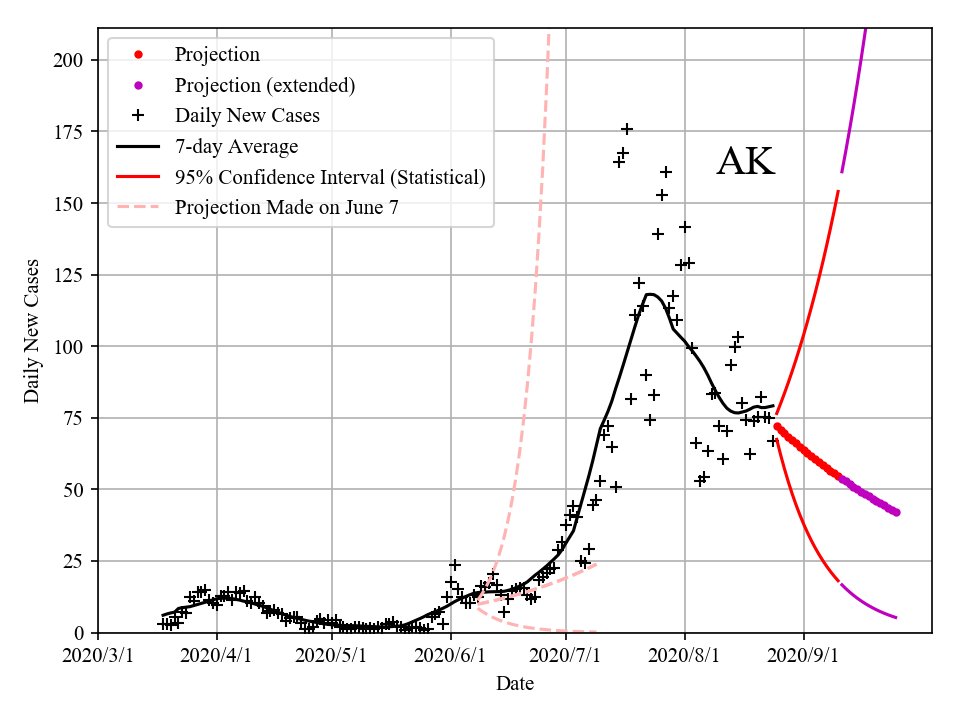 200
175
150
125
100
75
50
25
0
Daily New Cases
Projection
Projection (extended)
Daily New Cases
7-day Average
95% Confidence Interval (Statistical)
Projection Made on June 7
AK
2020/3/1 2020/4/1 2020/5/1 2020/6/1 2020/7/1 2020/8/1 2020/9/1
Date